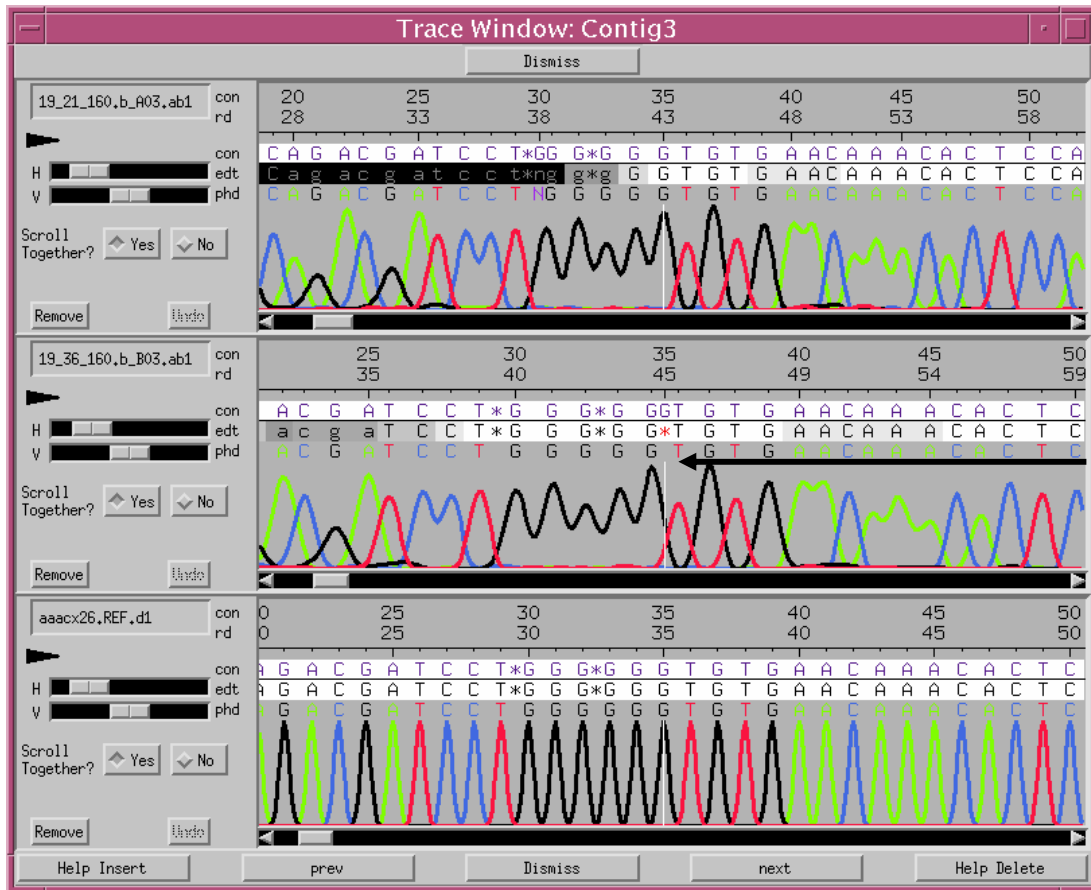 Trace Window: Contig3
Dismiss
19_21_160.b_A03.ab1
con 20 25 30 35 40 45 50
rd 28 33 38 43 48 53 58
con C A G A C G A T C C T*GG G*G G G T G T G A A C A A A C A C T C C A
H edt C a g a c g a t c c t*ng g*g G G T G T G A A C A A A C A C T C C A
V phd C A G A C G A T C C T N G G G G G T G T G A A C A A A C A C T C C A
Scroll
Together? Yes No
Remove Undo
19_36_160.b_B03.ab1
con 25 30 35 40 45 50
rd 35 40 45 49 54 59
con A C G A T C C T*G G G*G GGT G T G A A C A A A C A C T C
H edt a c g a T C C T*G G G*G G*T G T G A A C A A A C A C T C
V phd A C G A T C C T G G G G G T G T G A A C A A A C A C T C
Scroll
Together? Yes No
Remove Undo
aaacx26.REF.d1
con 0 25 30 35 40 45 50
rd 0 25 30 35 40 45 50
con A G A C G A T C C T*G G G*G G G T G T G A A C A A A C A C T C
H edt A G A C G A T C C T*G G G*G G G T G T G A A C A A A C A C T C
V phd A G A C G A T C C T G G G G G G T G T G A A C A A A C A C T C
Scroll
Together? Yes No
Remove Undo
Help Insert prev Dismiss next Help Delete